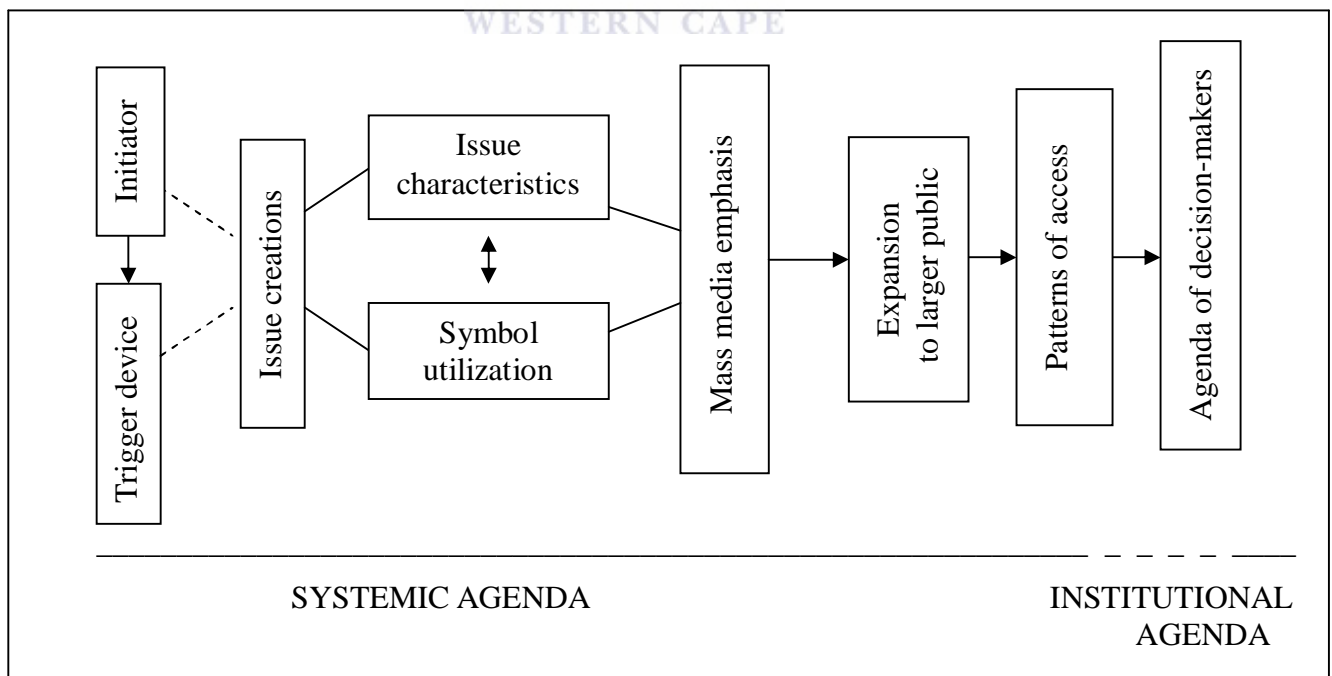 WESTERN CAPE
Initiator
Trigger device
Issue creations
Issue
characteristics
Symbol
utilization
Mass media emphasis
Expansion
to larger public
Patterns of access
Agenda of decision-makers
SYSTEMIC AGENDA
INSTITUTIONAL
AGENDA